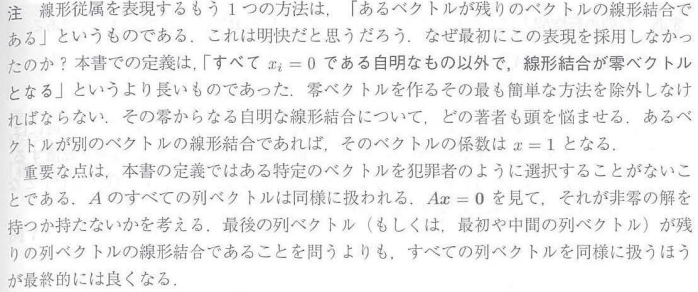 注　線形従属を表現するもう 1 つの方法は，「あるベクトルが残りのベクトルの線形結合で
ある」というものである．これは明快だと思うだろう．なぜ最初にこの表現を採用しなかっ
たのか？本書での定義は，「すべて xᵢ = 0 である自明なもの以外で，線形結合が零ベクトル
となる」というより長いものであった．零ベクトルを作るその最も簡単な方法を除外しなけ
ればならない．その零からなる自明な線形結合について，どの著者も頭を悩ませる．あるベ
クトルが別のベクトルの線形結合であれば，そのベクトルの係数は x = 1 となる．
重要な点は，本書の定義ではある特定のベクトルを犯罪者のように選択することがないこ
とである．A のすべての列ベクトルは同様に扱われる．Ax = 0 を見て，それが非零の解を
持つか持たないかを考える．最後の列ベクトル（もしくは，最初や中間の列ベクトル）が残
りの列ベクトルの線形結合であることを問うよりも，すべての列ベクトルを同様に扱うほう
が最終的には良くなる．